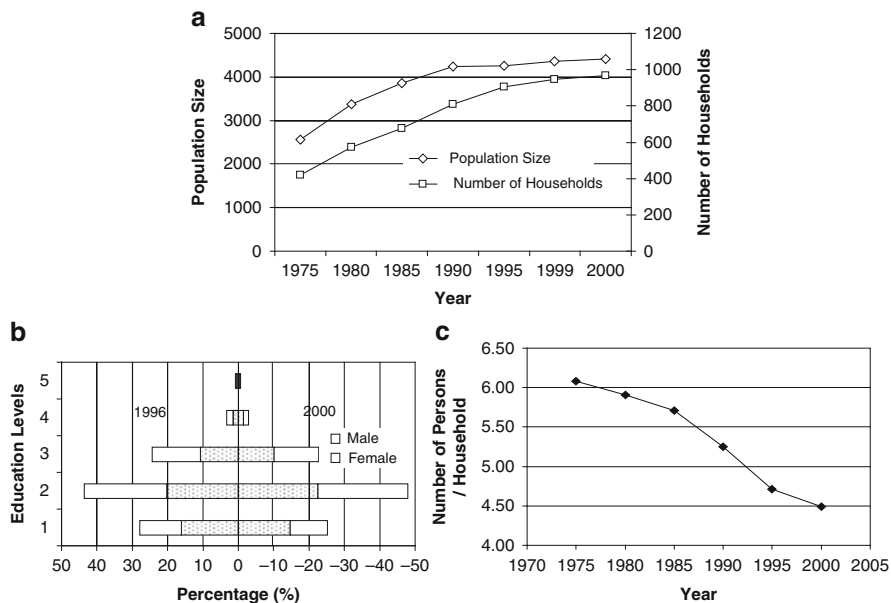 a
5000
4000
3000
2000
1000
0
Population Size
1200
1000
800
600
400
200
0
Number of Households
Population Size
Number of Households
1975 1980 1985 1990 1995 1999 2000
Year
b
5
4
3
2
1
Education Levels
1996 2000
Male
Female
50 40 30 20 10 0 –10 –20 –30 –40 –50
Percentage (%)
c
6.50
6.00
5.50
5.00
4.50
4.00
Number of Persons
/ Household
1970 1975 1980 1985 1990 1995 2000 2005
Year